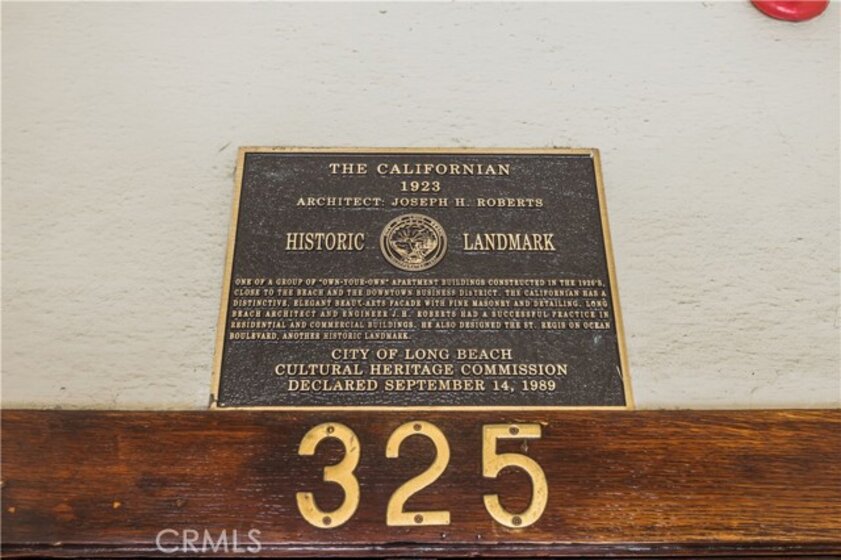 THE CALIFORNIAN
1923
ARCHITECT: JOSEPH H. ROBERTS
HISTORIC LANDMARK
ONE OF A GROUP OF "OWN-YOUR-OWN" APARTMENT BUILDINGS CONSTRUCTED IN THE 1920'S,
CLOSE TO THE BEACH AND THE DOWNTOWN BUSINESS DISTRICT. THE CALIFORNIAN HAS A
DISTINCTIVE, ELEGANT BEAUX-ARTS FACADE WITH FINE MASONRY AND DETAILING. LONG
BEACH ARCHITECT AND ENGINEER J.H. ROBERTS HAD A SUCCESSFUL PRACTICE IN
RESIDENTIAL AND COMMERCIAL BUILDINGS. HE ALSO DESIGNED THE ST. REGIS ON OCEAN
BOULEVARD, ANOTHER HISTORIC LANDMARK.
CITY OF LONG BEACH
CULTURAL HERITAGE COMMISSION
DECLARED SEPTEMBER 14, 1989
325
CRMLS